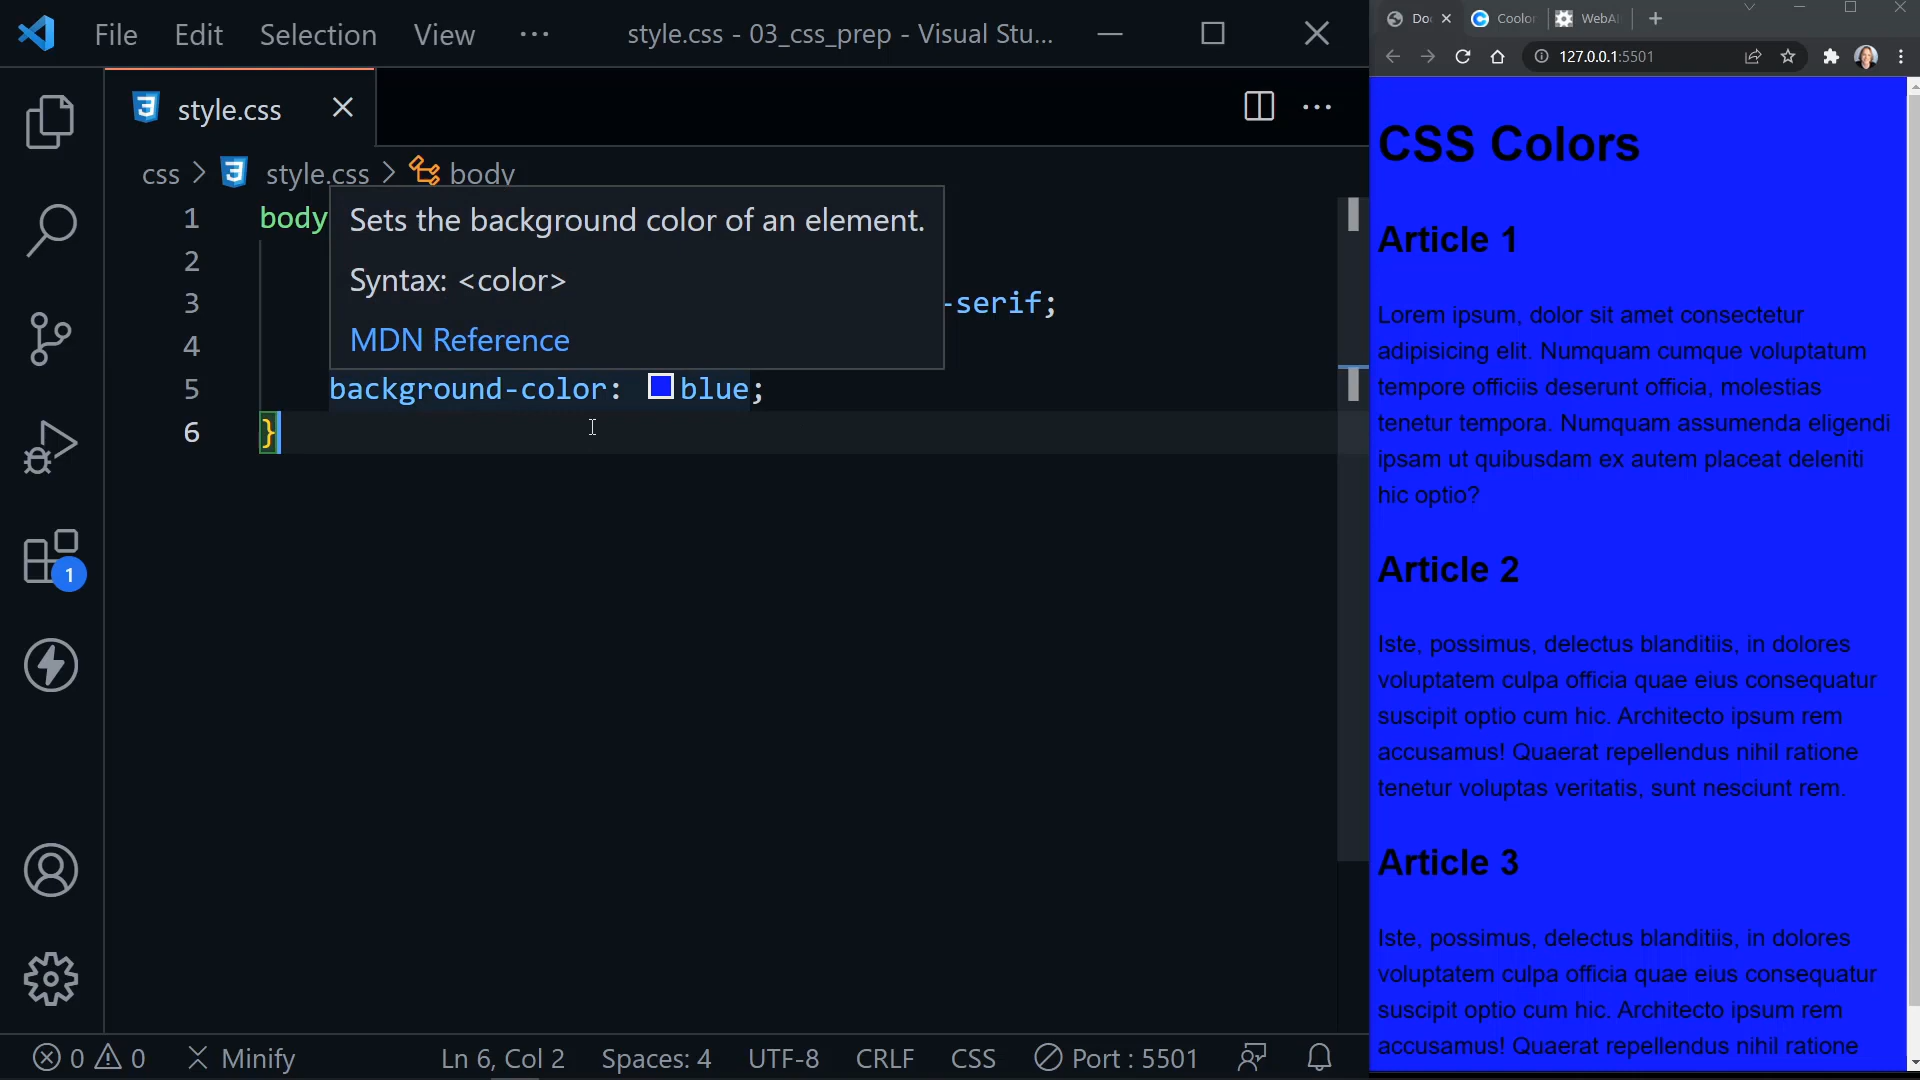 File Edit Selection View ··· style.css - 03_css_prep - Visual Stu...
style.css
css > style.css > body
1 body
Sets the background color of an element.
2
Syntax: <color>
3 -serif;
4
MDN Reference
5 background-color: blue;
6 }
1
0 0 Minify Ln 6, Col 2 Spaces: 4 UTF-8 CRLF CSS Port : 5501
Do Coolor WebAI
127.0.0.1:5501
CSS Colors
Article 1
Lorem ipsum, dolor sit amet consectetur
adipisicing elit. Numquam cumque voluptatum
tempore officiis deserunt officia, molestias
tenetur tempora. Numquam assumenda eligendi
ipsam ut quibusdam ex autem placeat deleniti
hic optio?
Article 2
Iste, possimus, delectus blanditiis, in dolores
voluptatem culpa officia quae eius consequatur
suscipit optio cum hic. Architecto ipsum rem
accusamus! Quaerat repellendus nihil ratione
tenetur voluptas veritatis, sunt nesciunt rem.
Article 3
Iste, possimus, delectus blanditiis, in dolores
voluptatem culpa officia quae eius consequatur
suscipit optio cum hic. Architecto ipsum rem
accusamus! Quaerat repellendus nihil ratione